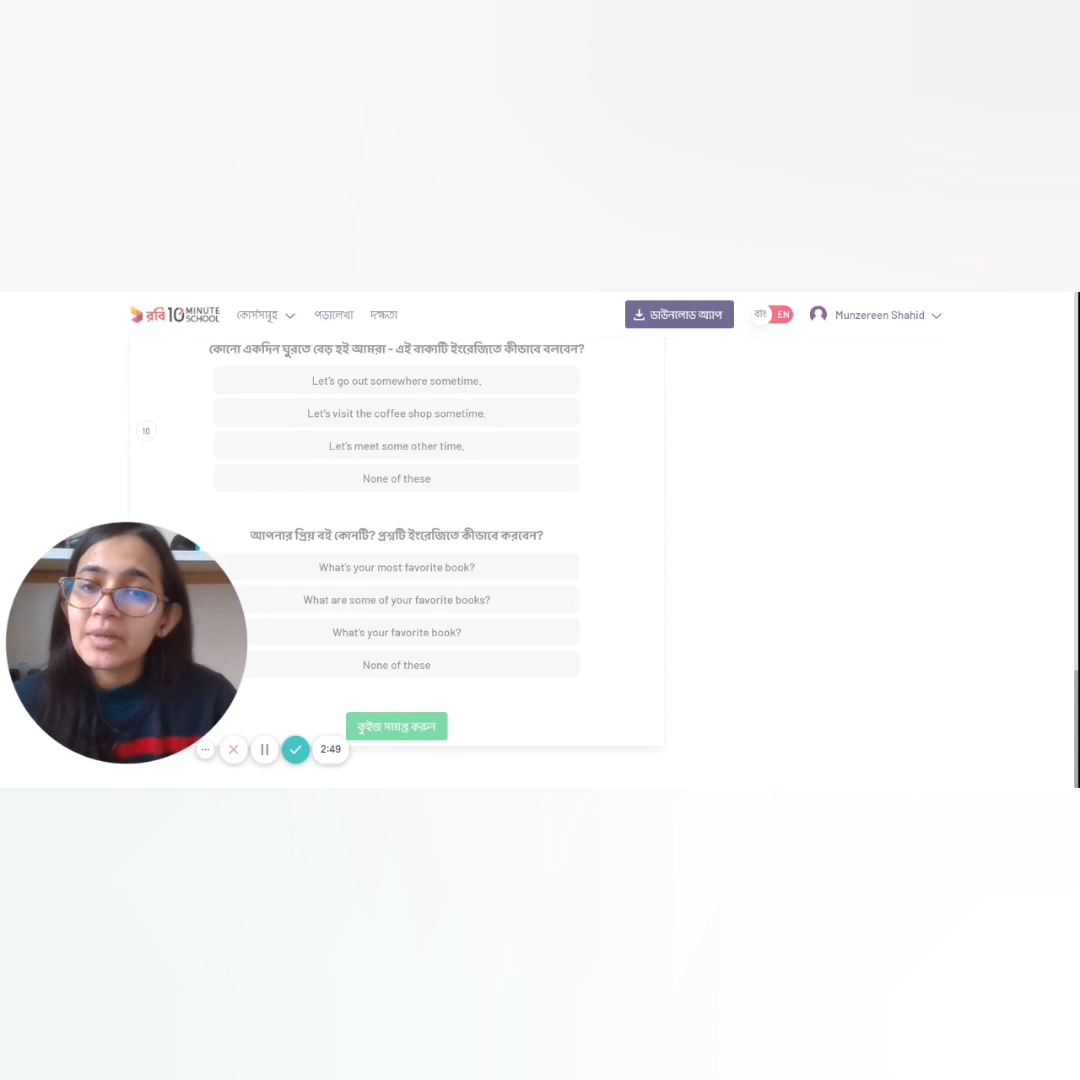 রবি 10 MINUTE SCHOOL
কোর্সসমূহ
পড়ালেখা
দক্ষতা
ডাউনলোড অ্যাপ
বাং EN
Munzereen Shahid
কোনো একদিন ঘুরতে বেড় হই আমরা - এই বাক্যটি ইংরেজিতে কীভাবে বলবেন?
Let's go out somewhere sometime.
Let's visit the coffee shop sometime.
10
Let's meet some other time.
None of these
আপনার প্রিয় বই কোনটি? প্রশ্নটি ইংরেজিতে কীভাবে করবেন?
What's your most favorite book?
What are some of your favorite books?
What's your favorite book?
None of these
কুইজ সমাপ্ত করুন
2:49